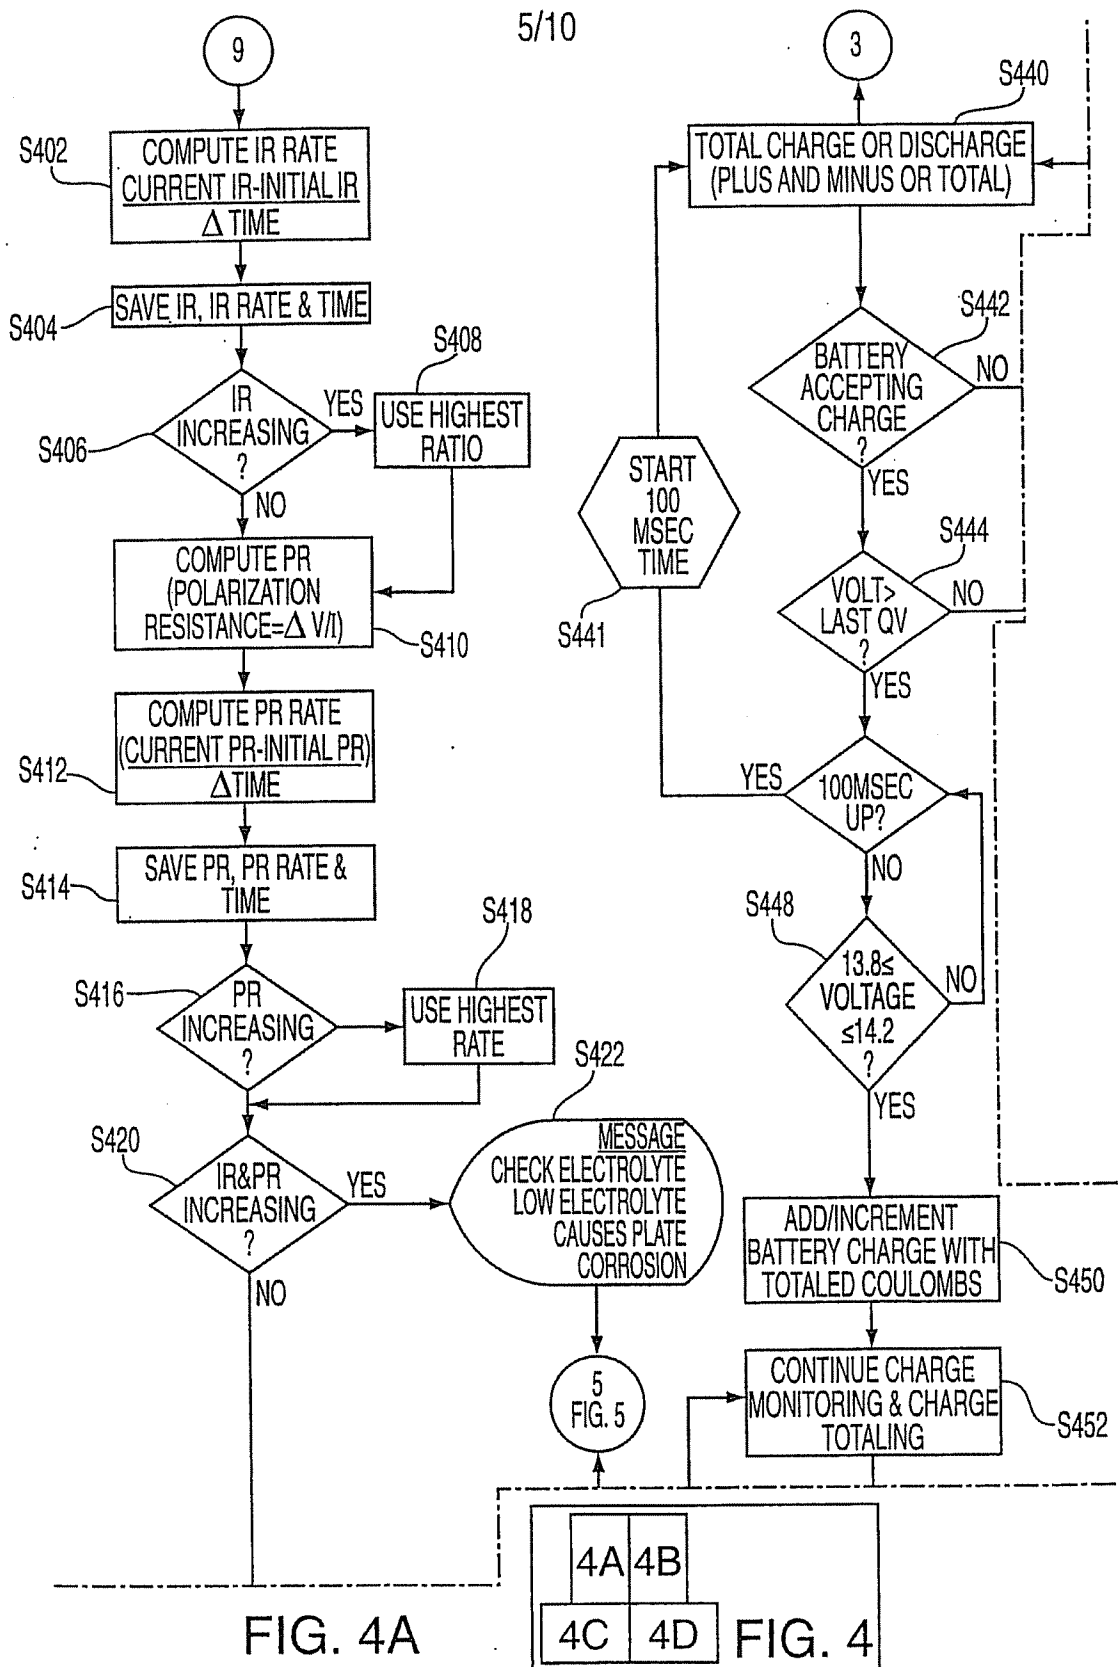 5/10
9
S402
COMPUTE IR RATE
CURRENT IR-INITIAL IR
Δ TIME
S404
SAVE IR, IR RATE & TIME
S406
IR
INCREASING
?
YES
NO
S408
USE HIGHEST
RATIO
COMPUTE PR
(POLARIZATION
RESISTANCE=Δ V/I)
S410
S412
COMPUTE PR RATE
(CURRENT PR-INITIAL PR)
ΔTIME
S414
SAVE PR, PR RATE &
TIME
S416
PR
INCREASING
?
S418
USE HIGHEST
RATE
S420
IR&PR
INCREASING
?
YES
NO
S422
MESSAGE
CHECK ELECTROLYTE
LOW ELECTROLYTE
CAUSES PLATE
CORROSION
5
FIG. 5
3
S440
TOTAL CHARGE OR DISCHARGE
(PLUS AND MINUS OR TOTAL)
S442
BATTERY
ACCEPTING
CHARGE
?
NO
YES
START
100
MSEC
TIME
S441
S444
VOLT>
LAST QV
?
NO
YES
100MSEC
UP?
YES
NO
S448
13.8≤
VOLTAGE
≤14.2
?
NO
YES
ADD/INCREMENT
BATTERY CHARGE WITH
TOTALED COULOMBS
S450
CONTINUE CHARGE
MONITORING & CHARGE
TOTALING
S452
FIG. 4A
4A 4B
4C 4D
FIG. 4